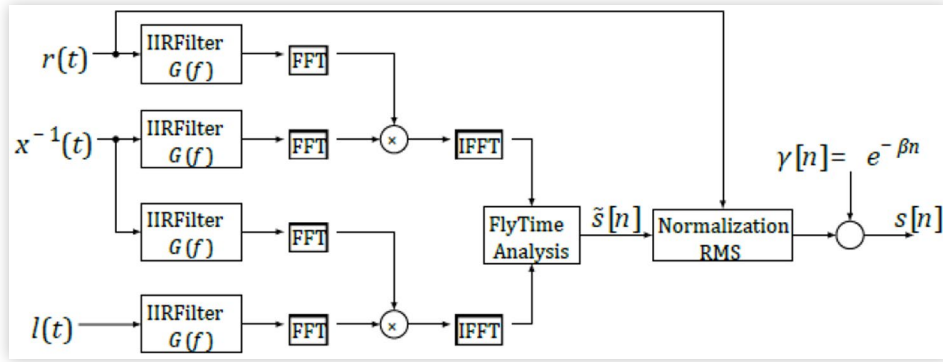 r(t)
IIRFilter
G(f)
FFT
x⁻¹(t)
IIRFilter
G(f)
FFT
×
IFFT
γ[n]= e^{- βn}
IIRFilter
G(f)
FFT
FlyTime
Analysis
s̃[n]
Normalization
RMS
s[n]
l(t)
IIRFilter
G(f)
FFT
×
IFFT